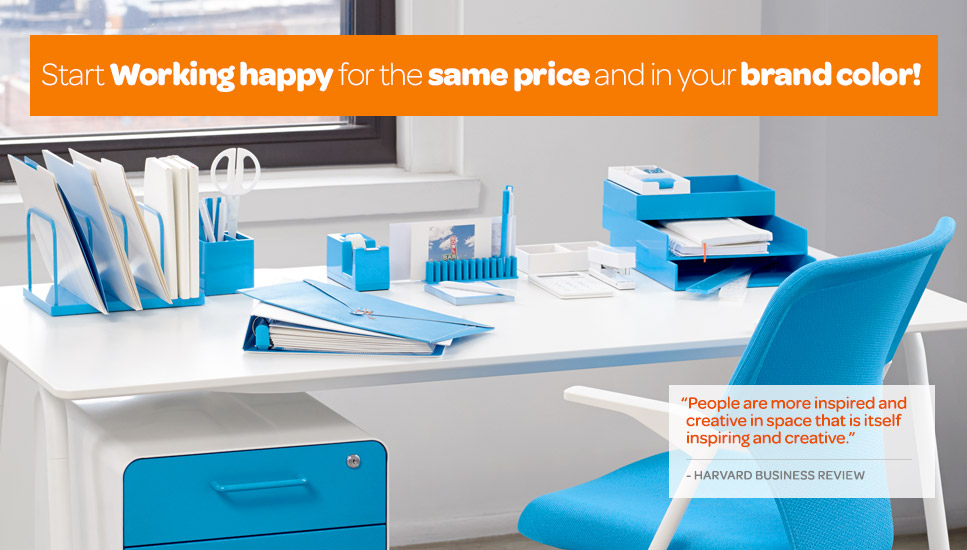 Start Working happy for the same price and in your brand color!
“People are more inspired and
creative in space that is itself
inspiring and creative.”
- HARVARD BUSINESS REVIEW